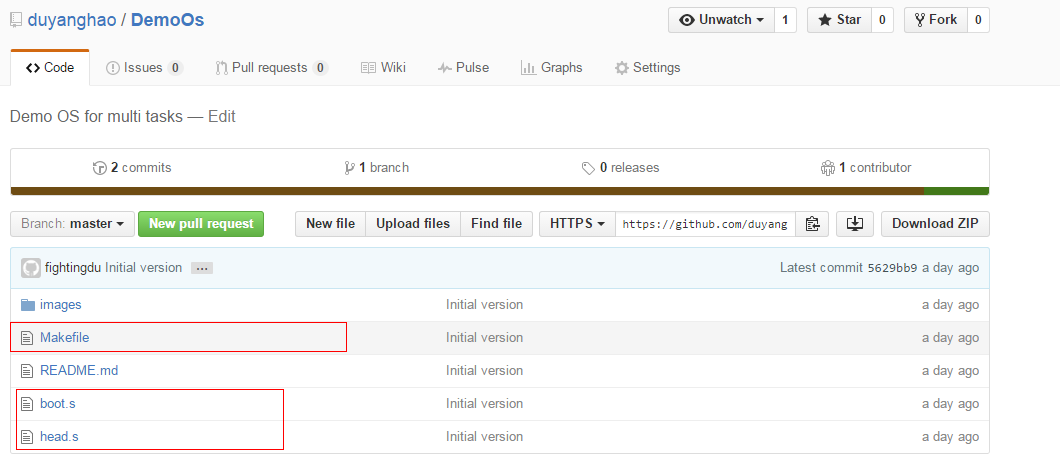 duyanghao / DemoOs Unwatch 1 Star 0 Fork 0
Code Issues 0 Pull requests 0 Wiki Pulse Graphs Settings
Demo OS for multi tasks — Edit
2 commits 1 branch 0 releases 1 contributor
Branch: master New pull request New file Upload files Find file HTTPS https://github.com/duyang Download ZIP
fightingdu Initial version ... Latest commit 5629bb9 a day ago
images Initial version a day ago
Makefile Initial version a day ago
README.md Initial version a day ago
boot.s Initial version a day ago
head.s Initial version a day ago